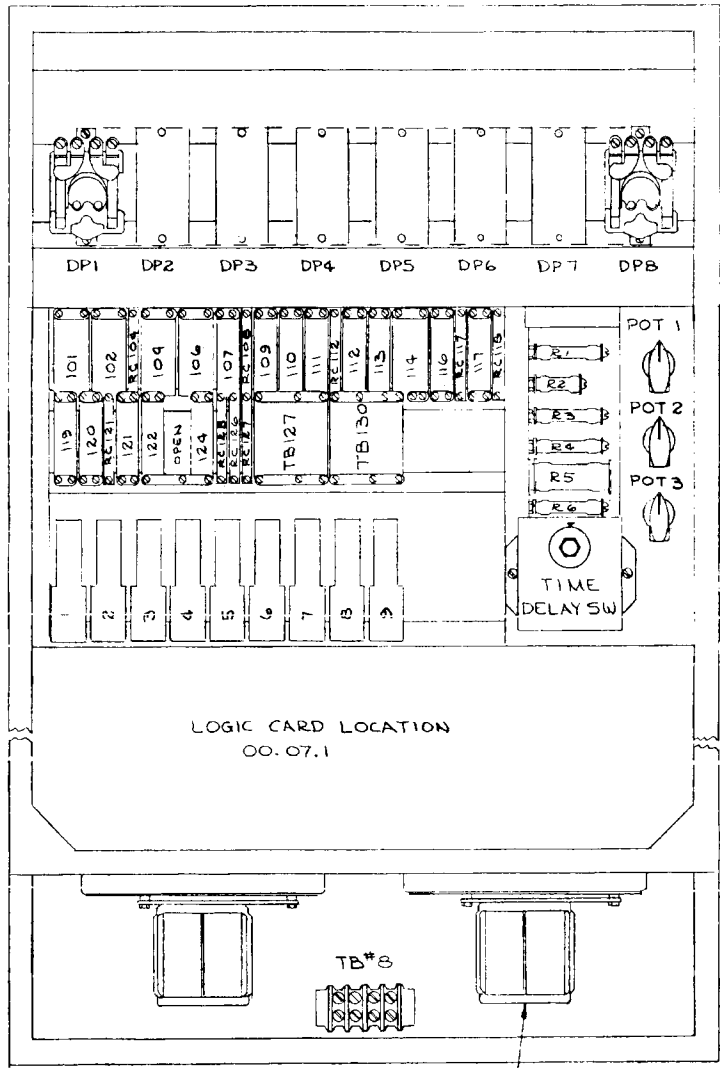 DP1 DP2 DP3 DP4 DP5 DP6 DP7 DP8
101 102 RC104 104 106 107 RC108 109 110 111 RC112 112 113 114 116 RC117 117 RC118
119 120 RC121 121 122 OPEN 124 RC125 RC126 RC127 TB127 TB130
R1
R2
R3
R4
R5
R6
POT 1
POT 2
POT 3
TIME
DELAY SW
1 2 3 4 5 6 7 8 9
LOGIC CARD LOCATION
00.07.1
TB#8